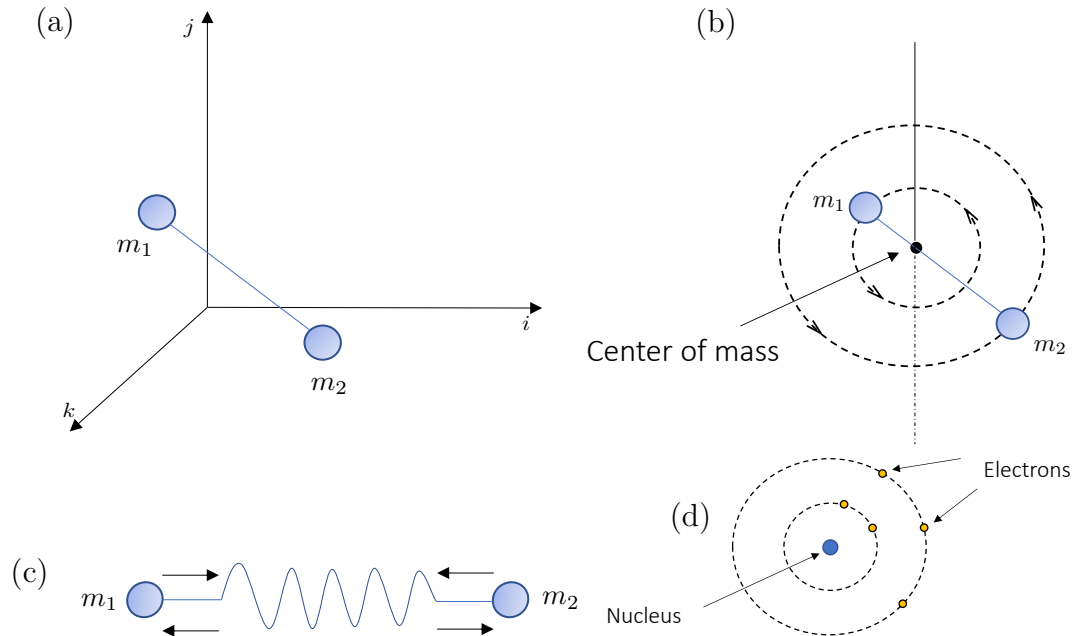 (a)
j
m1
m2
i
k
(b)
m1
m2
Center of mass
(c)
m1
m2
(d)
Electrons
Nucleus